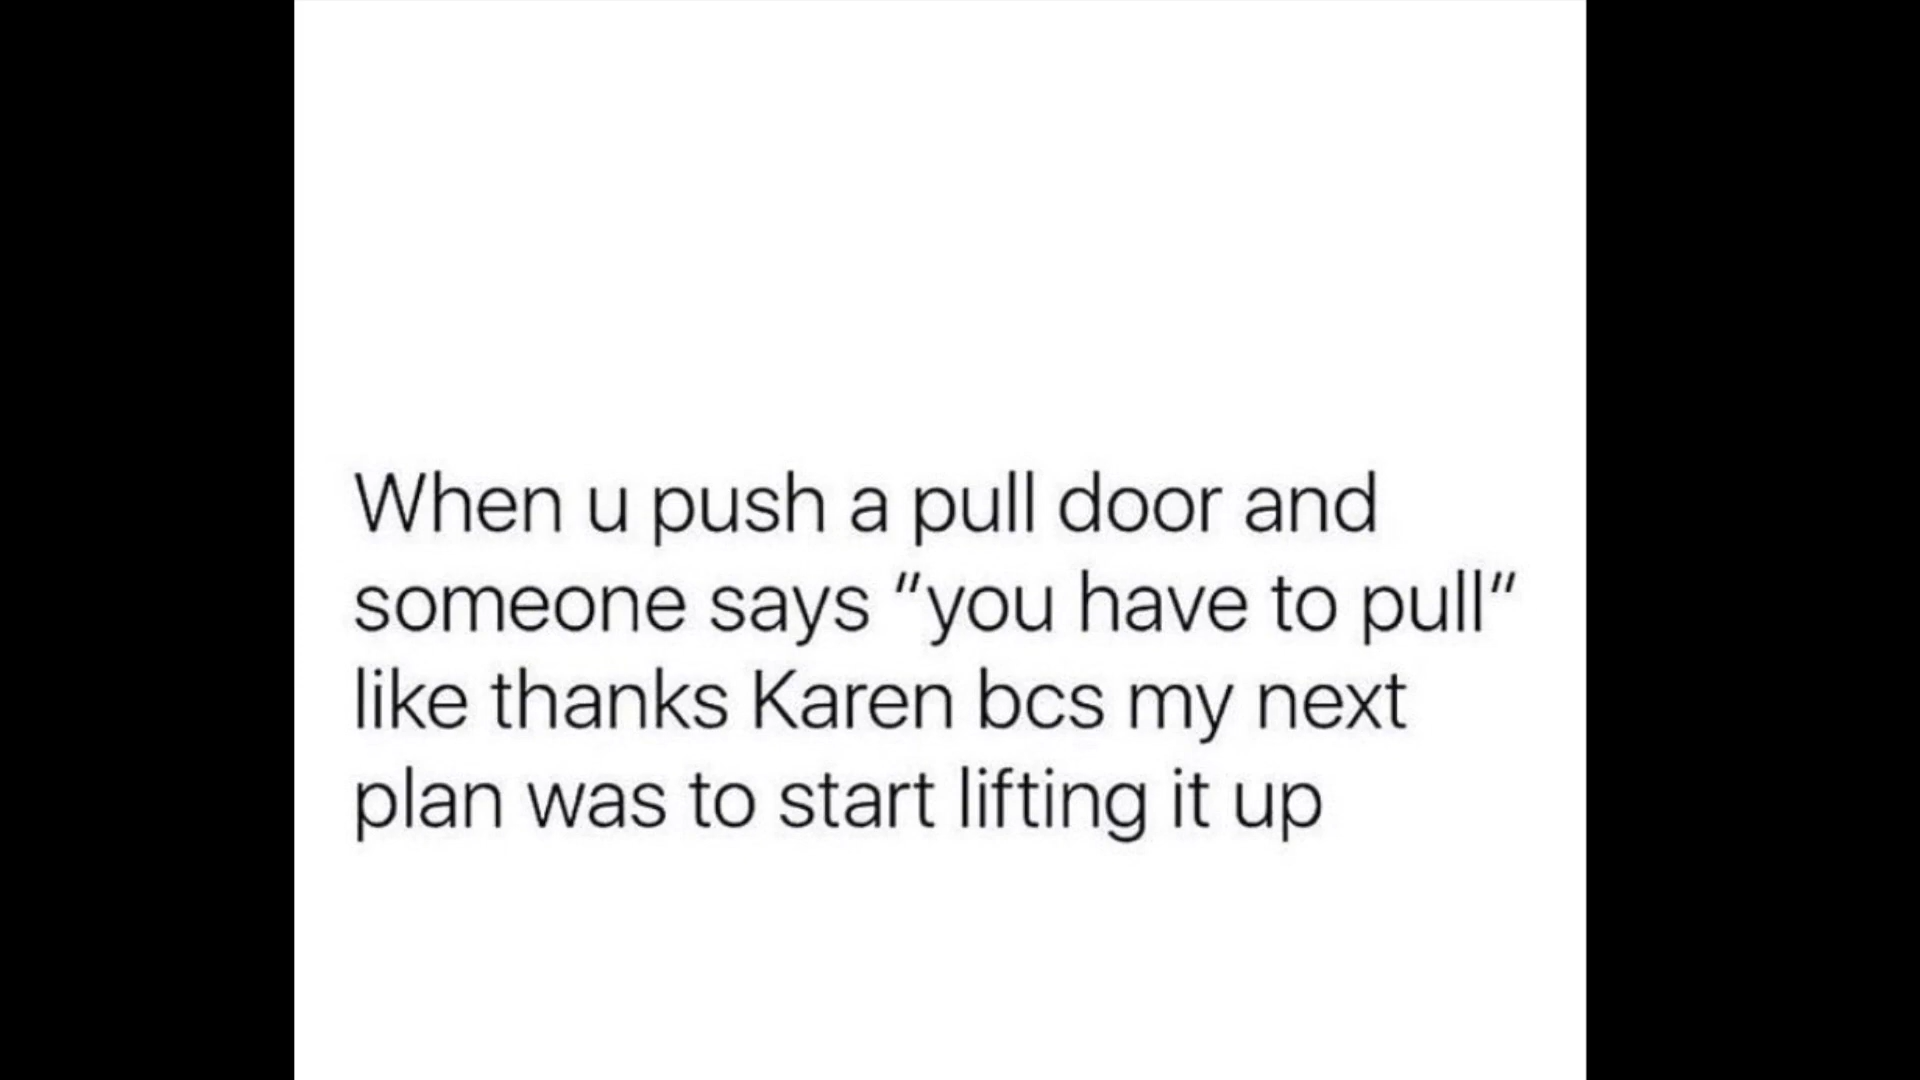 When u push a pull door and
someone says "you have to pull"
like thanks Karen bcs my next
plan was to start lifting it up